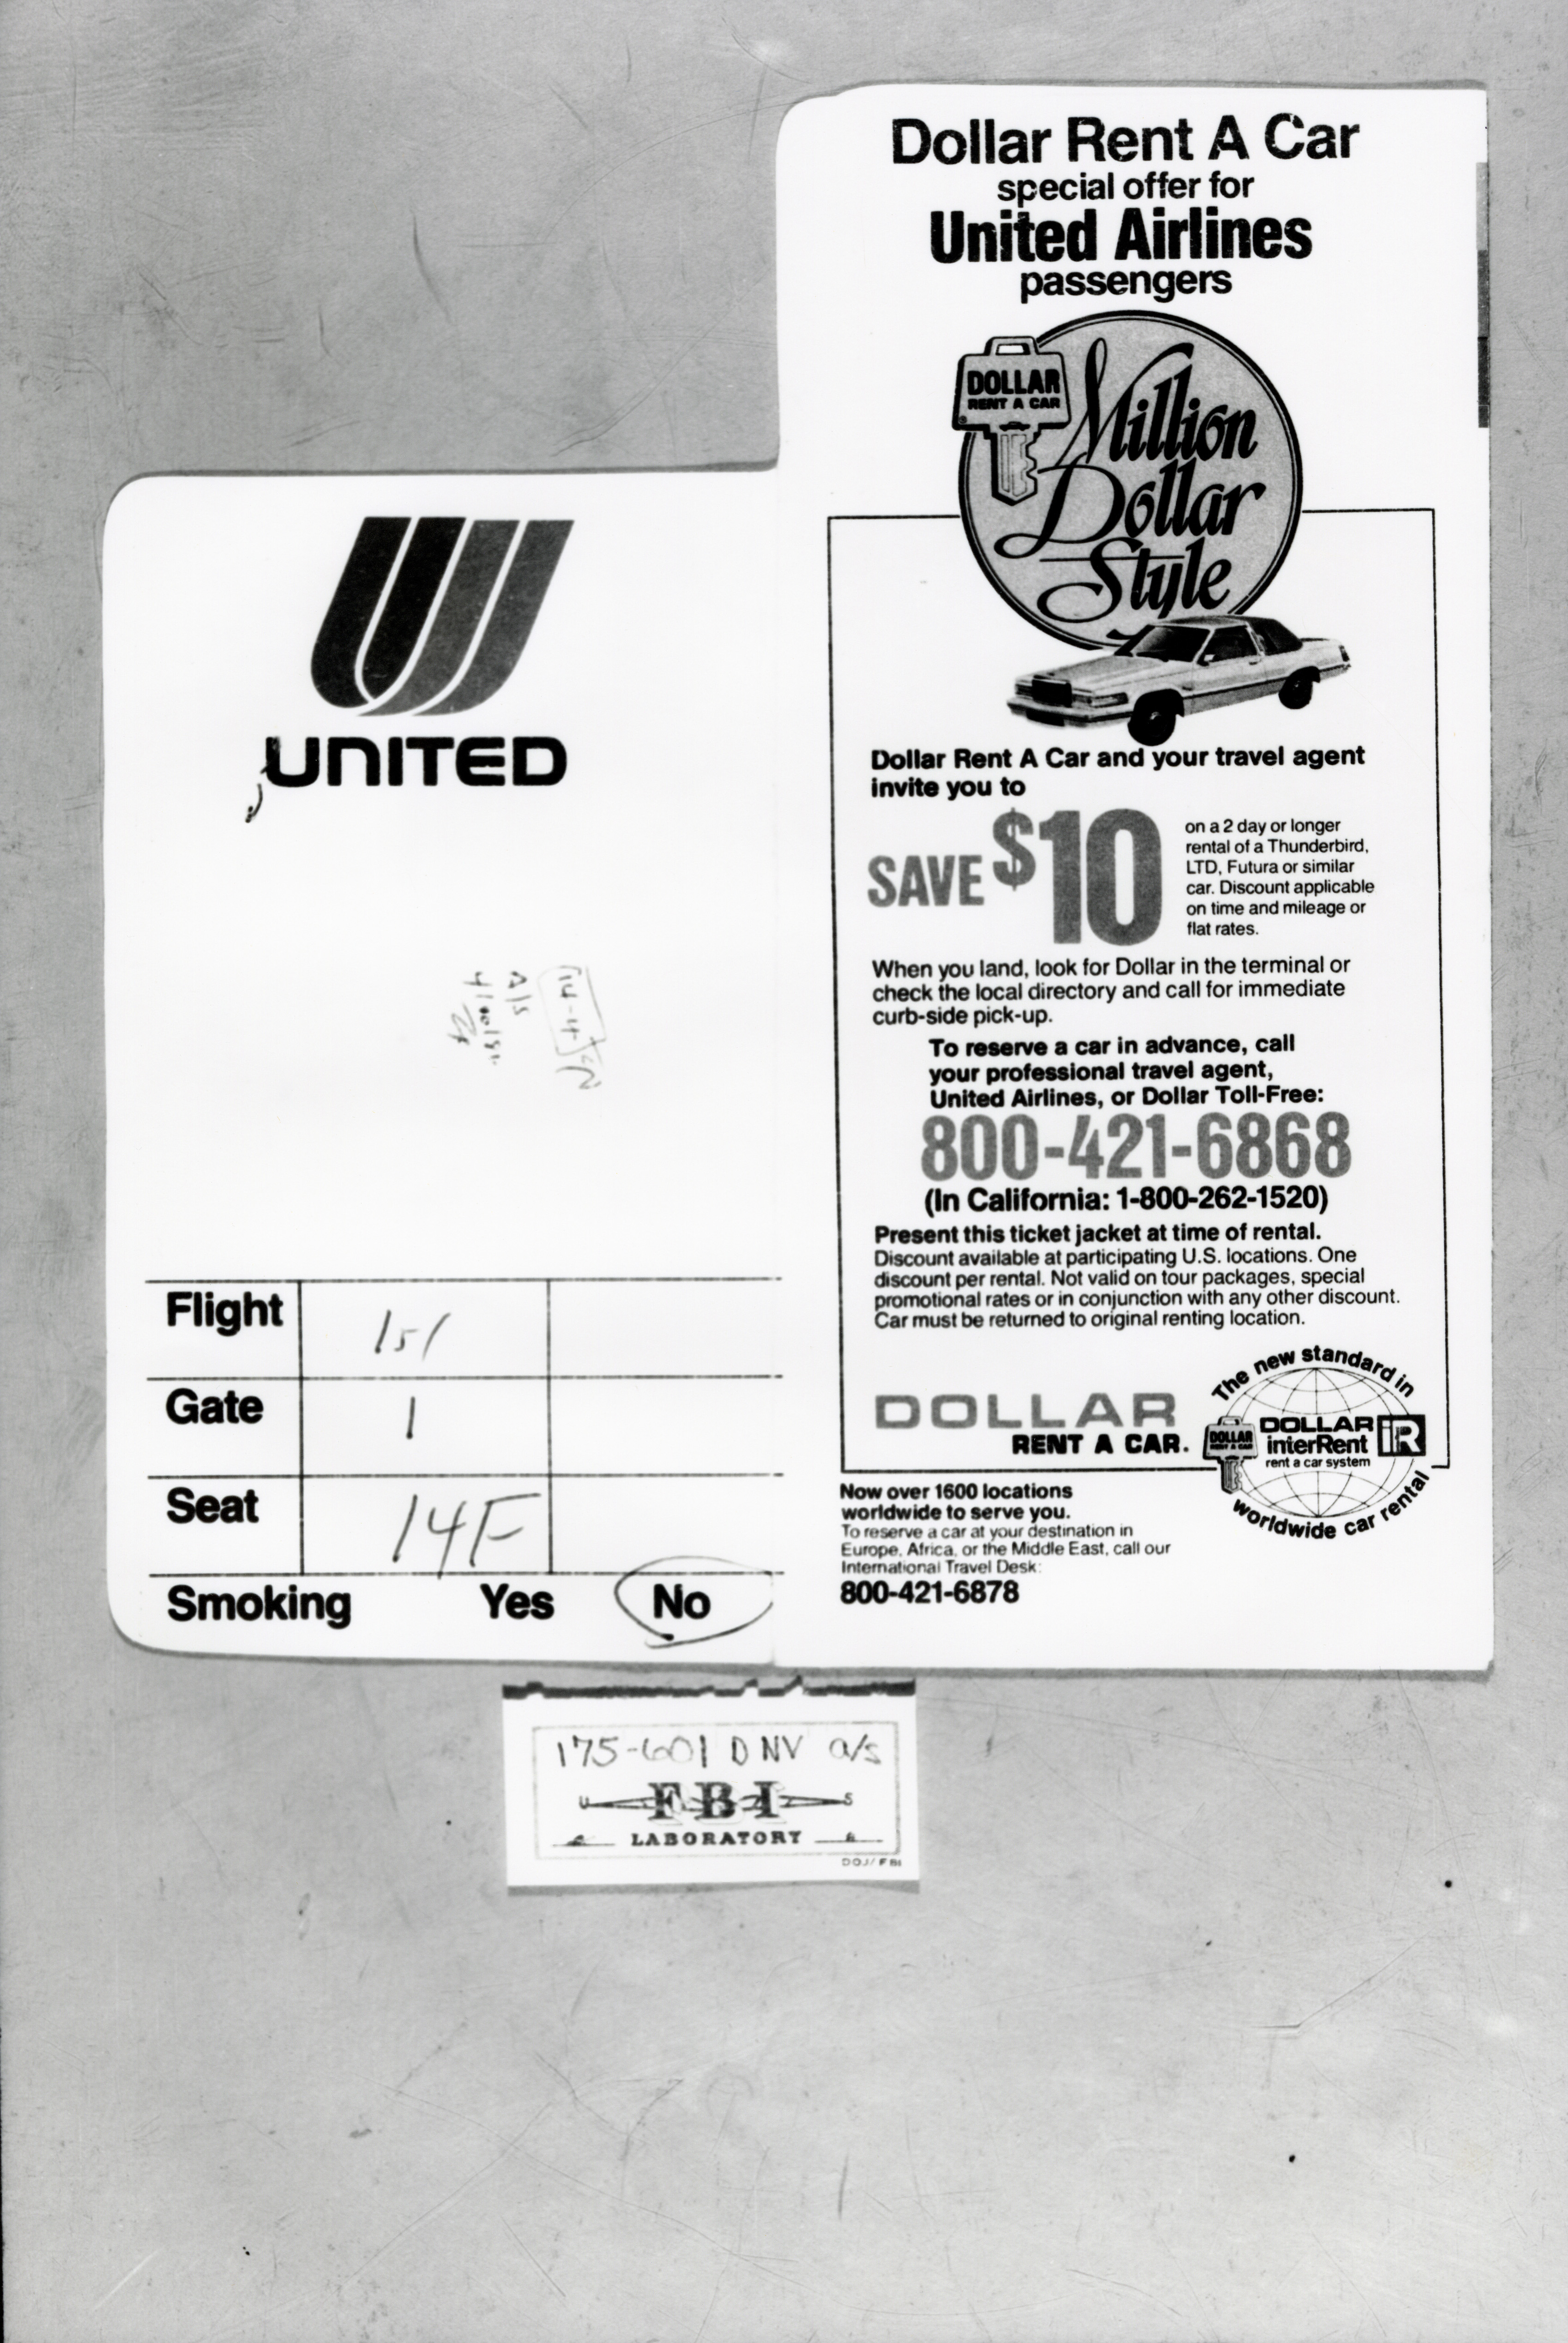 UNITED
Flight 151
Gate 1
Seat 14F
Smoking Yes No
Dollar Rent A Car
special offer for
United Airlines
passengers
DOLLAR
RENT A CAR
Million
Dollar
Style
Dollar Rent A Car and your travel agent
invite you to
SAVE $10
on a 2 day or longer
rental of a Thunderbird,
LTD, Futura or similar
car. Discount applicable
on time and mileage or
flat rates.
When you land, look for Dollar in the terminal or
check the local directory and call for immediate
curb-side pick-up.
To reserve a car in advance, call
your professional travel agent,
United Airlines, or Dollar Toll-Free:
800-421-6868
(In California: 1-800-262-1520)
Present this ticket jacket at time of rental.
Discount available at participating U.S. locations. One
discount per rental. Not valid on tour packages, special
promotional rates or in conjunction with any other discount.
Car must be returned to original renting location.
DOLLAR
RENT A CAR.
The new standard in
DOLLAR
RENT A CAR
DOLLAR
interRent iR
rent a car system
worldwide car rental
Now over 1600 locations
worldwide to serve you.
To reserve a car at your destination in
Europe, Africa, or the Middle East, call our
International Travel Desk:
800-421-6878
175-601 DNV a/s
U FBI S
LABORATORY
DOJ/FBI